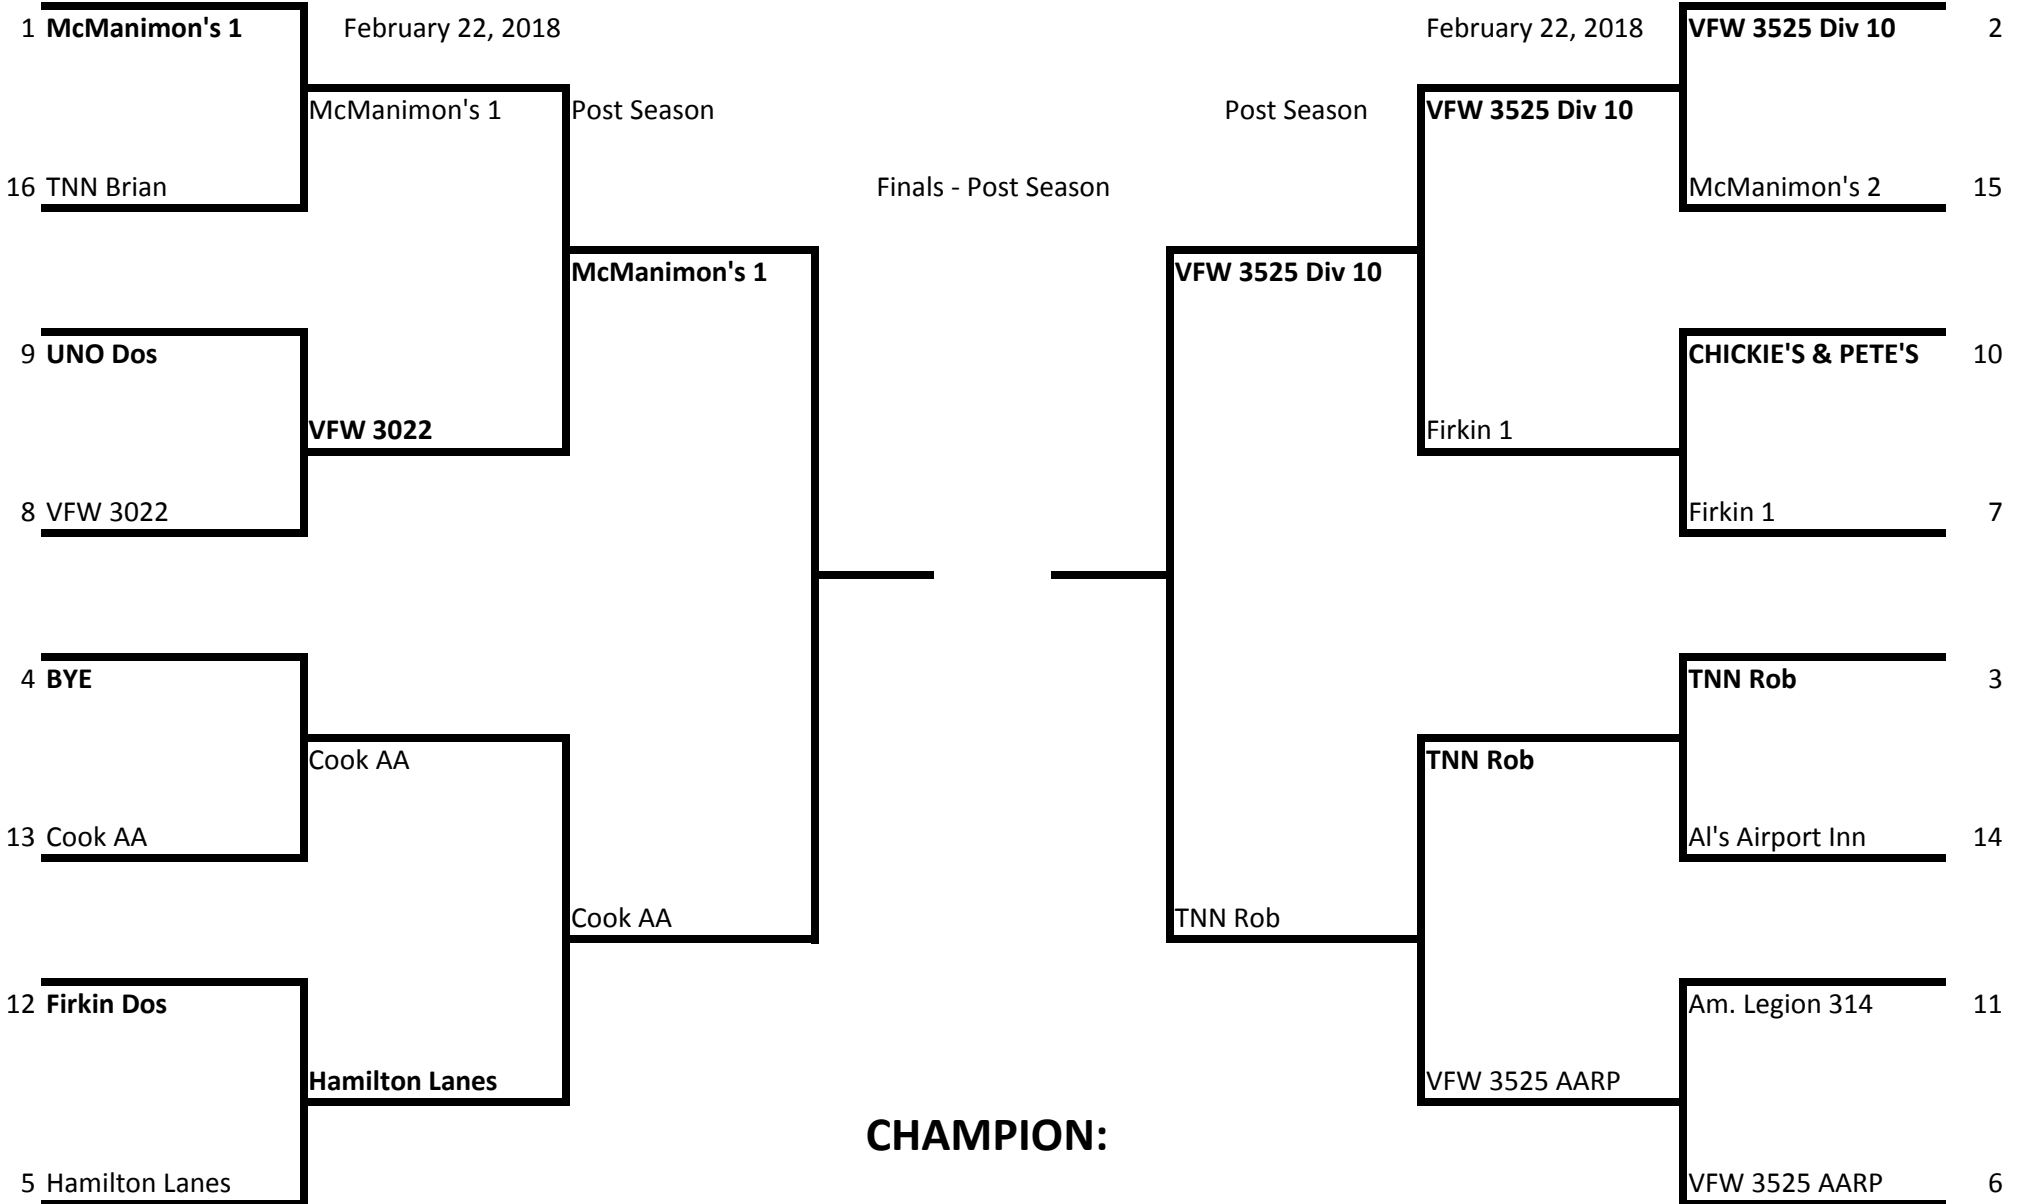 1 McManimon's 1 February 22, 2018 February 22, 2018 VFW 3525 Div 10 2
McManimon's 1 Post Season Post Season VFW 3525 Div 10
16 TNN Brian Finals - Post Season McManimon's 2 15
McManimon's 1 VFW 3525 Div 10
9 UNO Dos CHICKIE'S & PETE'S 10
VFW 3022 Firkin 1
8 VFW 3022 Firkin 1 7
4 BYE TNN Rob 3
Cook AA TNN Rob
13 Cook AA Al's Airport Inn 14
Cook AA TNN Rob
12 Firkin Dos Am. Legion 314 11
Hamilton Lanes VFW 3525 AARP
CHAMPION:
5 Hamilton Lanes VFW 3525 AARP 6